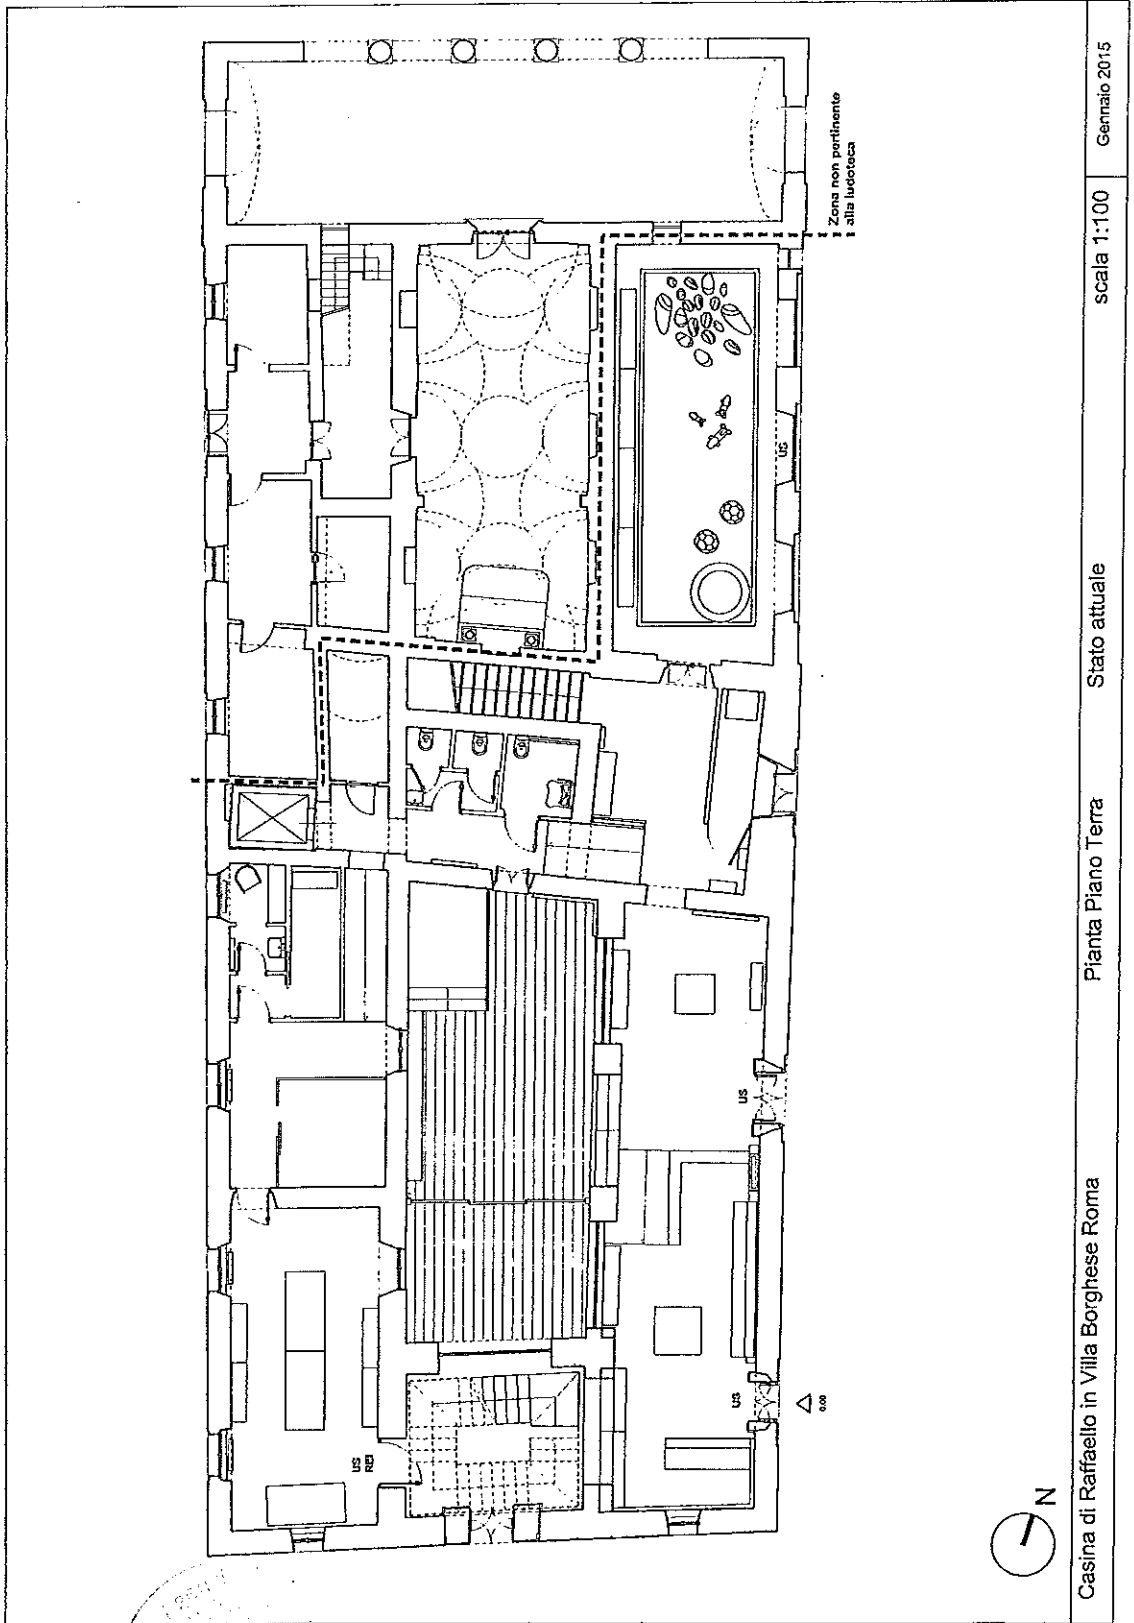 Zona non pertinente
alla ludoteca
US
US
US
US
REI
0.00
N
Casina di Raffaello in Villa Borghese Roma
Pianta Piano Terra
Stato attuale
scala 1:100
Gennaio 2015